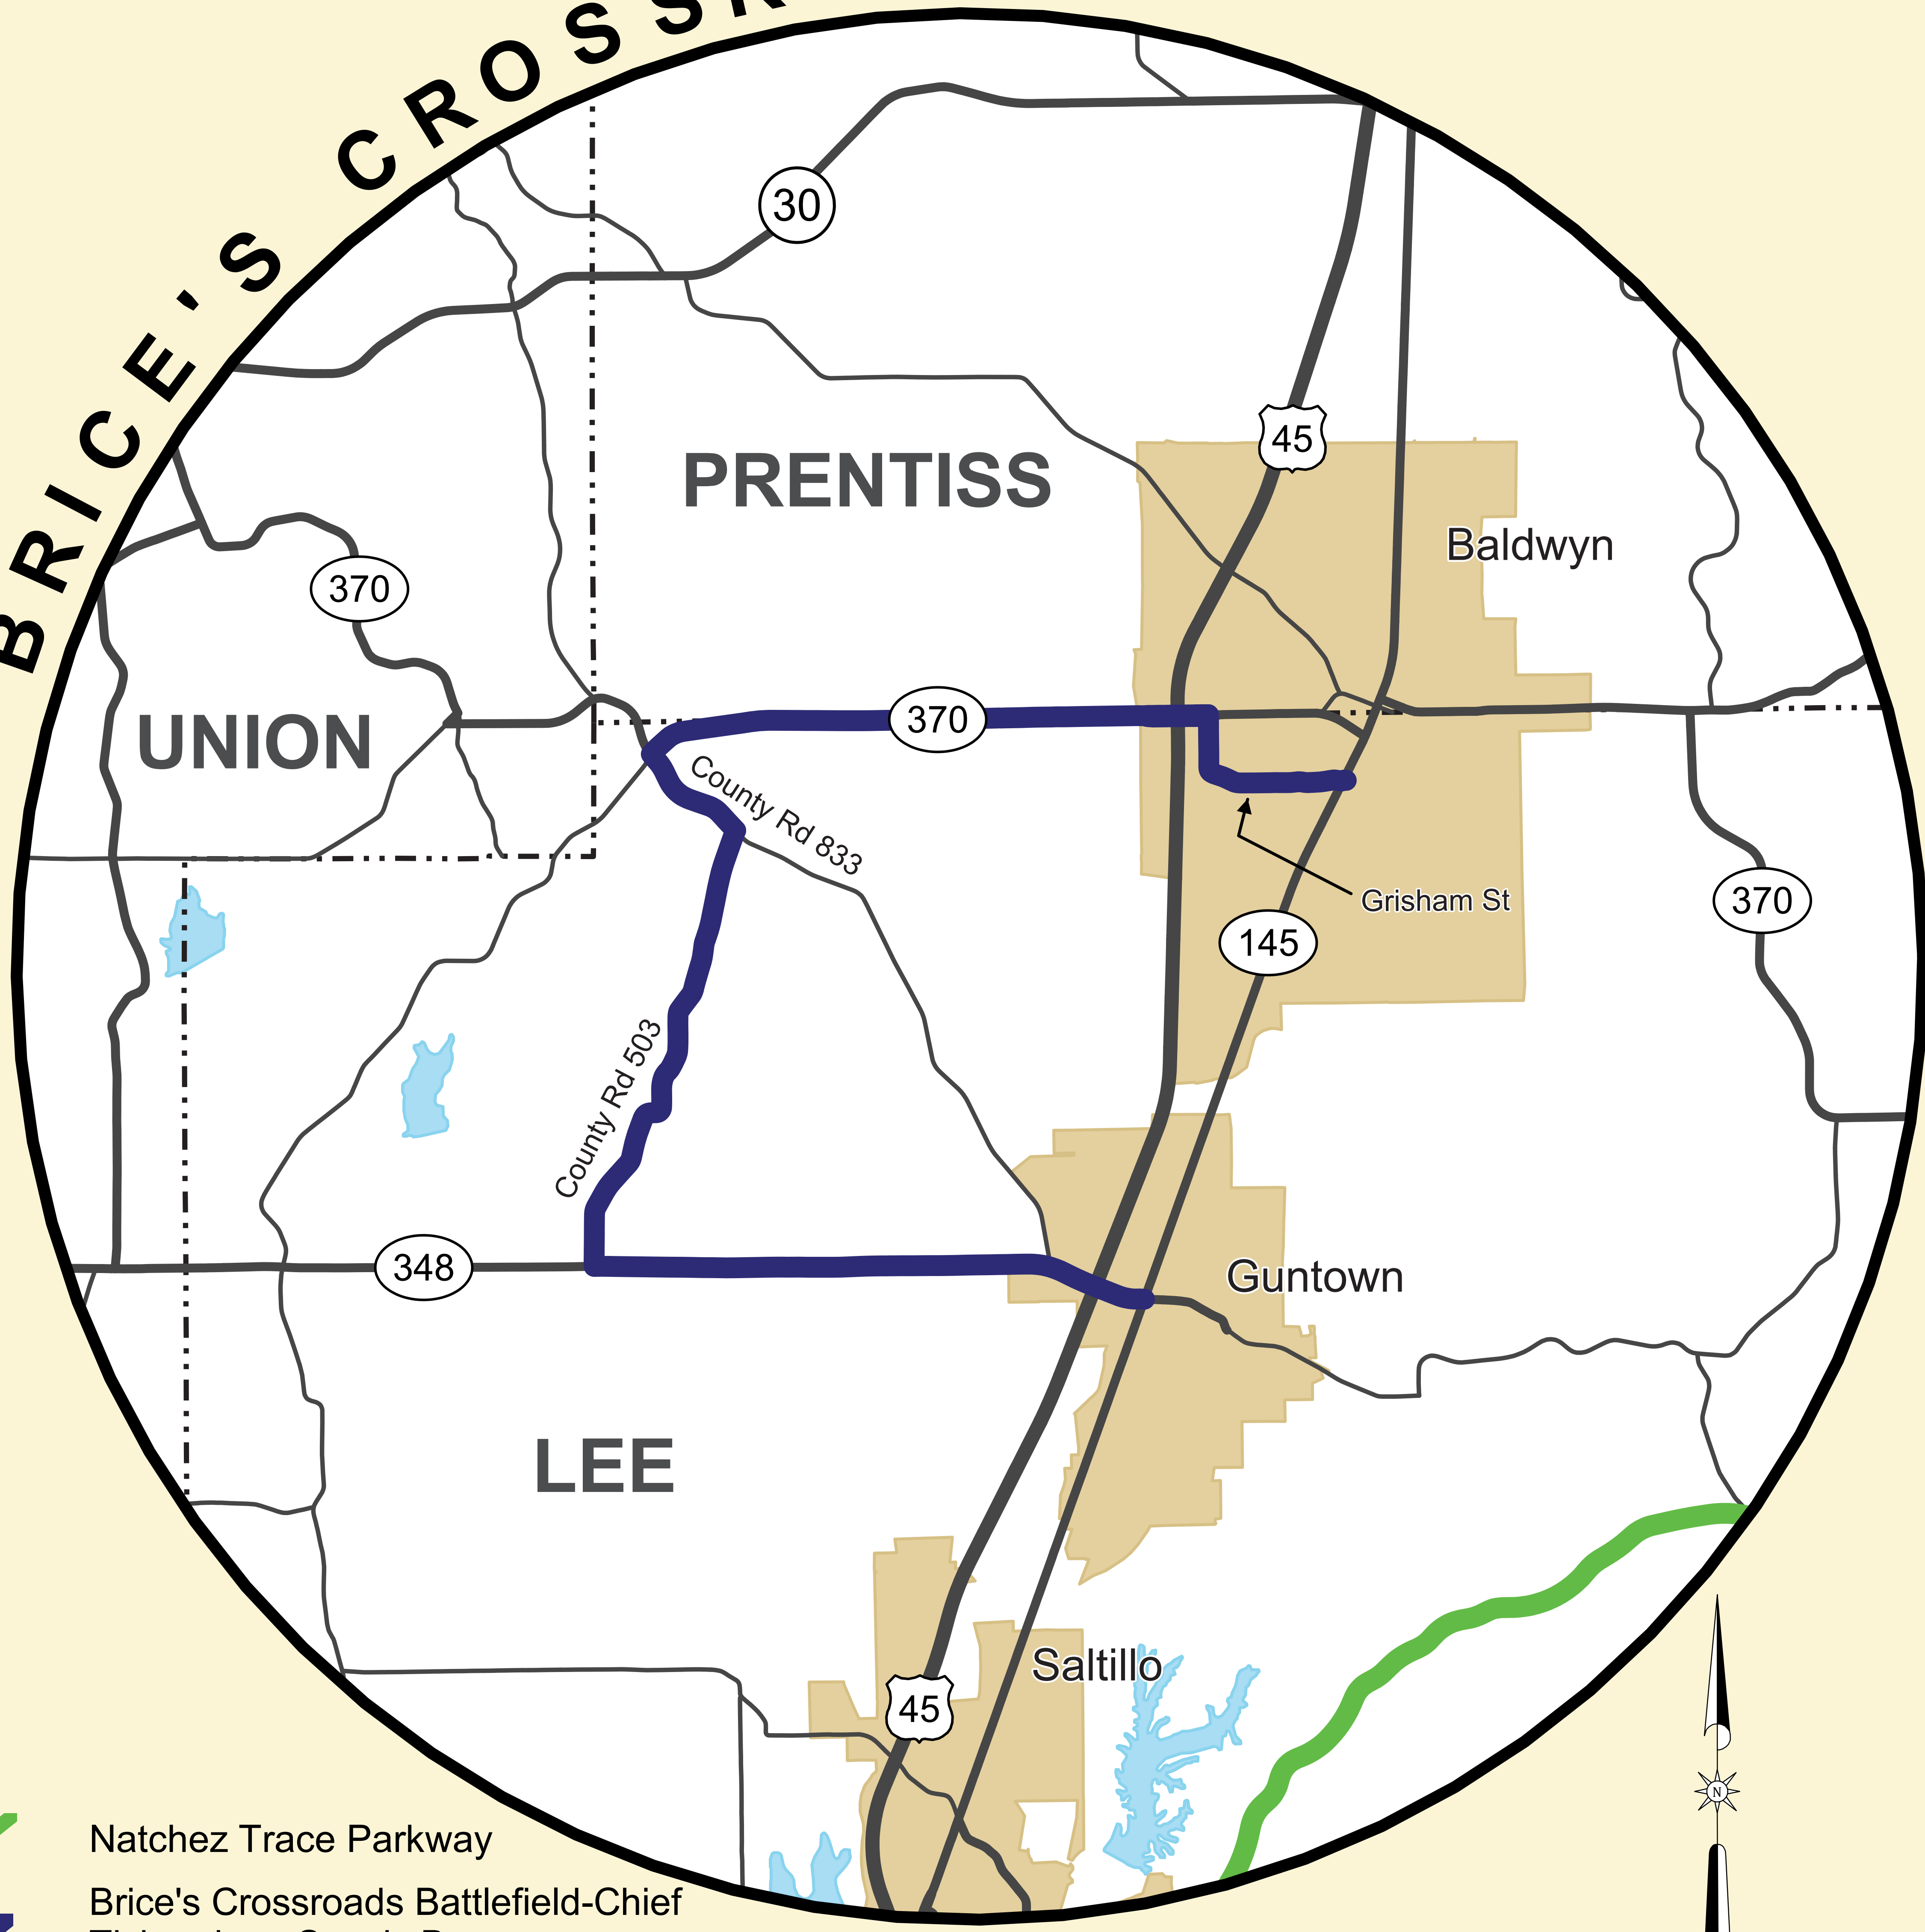 BRICE'S
30
45
PRENTISS
Baldwyn
370
UNION
370
County Rd 833
Grisham St
370
145
County Rd 503
348
Guntown
LEE
Saltillo
45
N
Natchez Trace Parkway
Brice's Crossroads Battlefield-Chief